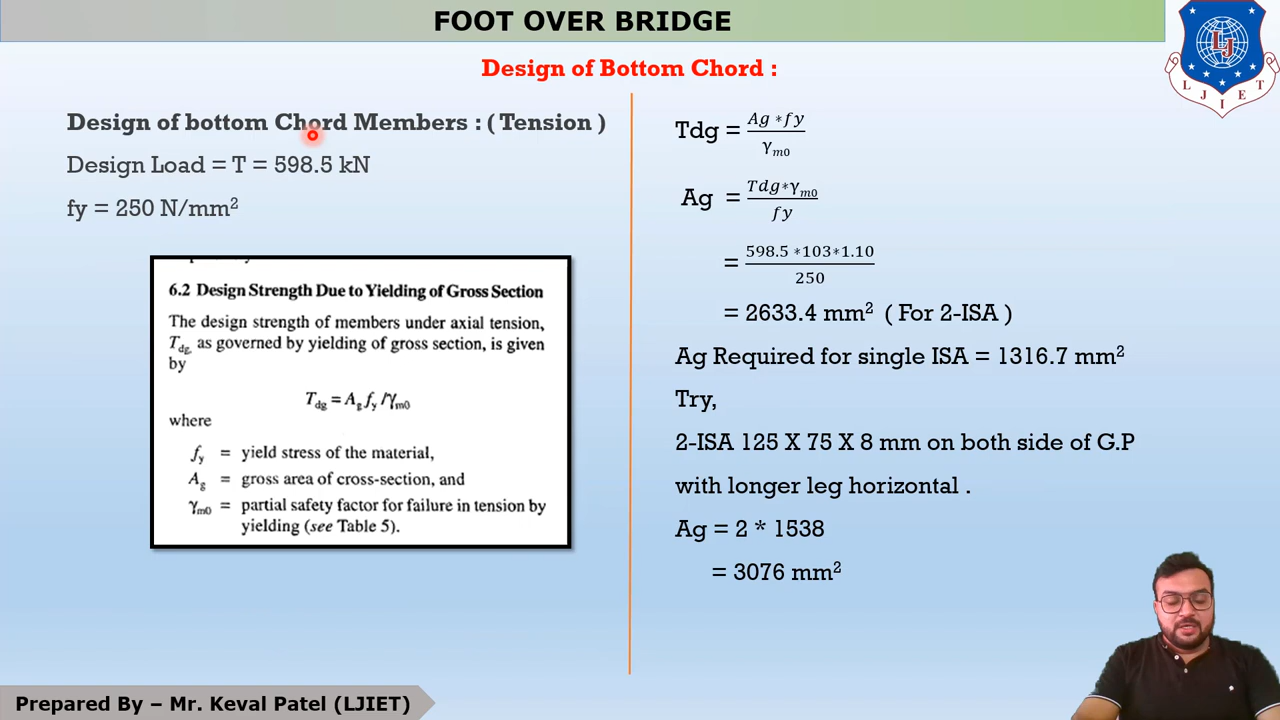 FOOT OVER BRIDGE
L J I E T
LJ
Design of Bottom Chord :
Design of bottom Chord Members : ( Tension )
Design Load = T = 598.5 kN
fy = 250 N/mm²
6.2 Design Strength Due to Yielding of Gross Section
The design strength of members under axial tension,
Tdg, as governed by yielding of gross section, is given
by
Tdg = Ag fy /γm0
where
fy = yield stress of the material,
Ag = gross area of cross-section, and
γm0 = partial safety factor for failure in tension by
yielding (see Table 5).
Tdg = Ag *fy / γm0
Ag = Tdg*γm0 / fy
= 598.5 *103*1.10 / 250
= 2633.4 mm² ( For 2-ISA )
Ag Required for single ISA = 1316.7 mm²
Try,
2-ISA 125 X 75 X 8 mm on both side of G.P
with longer leg horizontal .
Ag = 2 * 1538
= 3076 mm²
Prepared By – Mr. Keval Patel (LJIET)